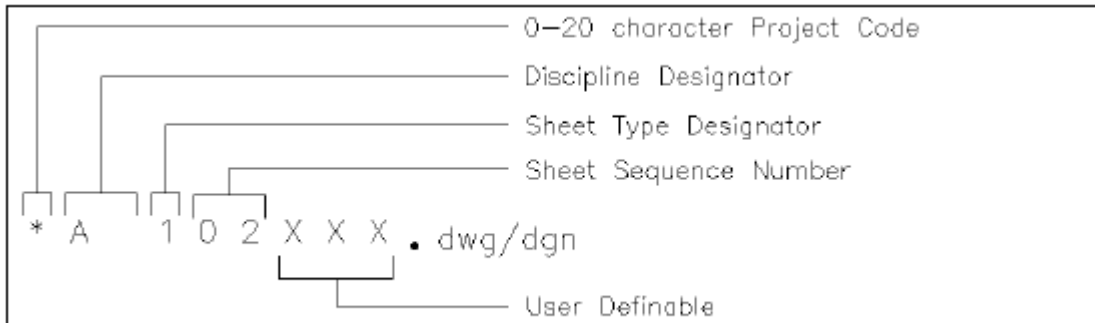 0-20 character Project Code
Discipline Designator
Sheet Type Designator
Sheet Sequence Number
* A 1 0 2 X X X . dwg/dgn
User Definable